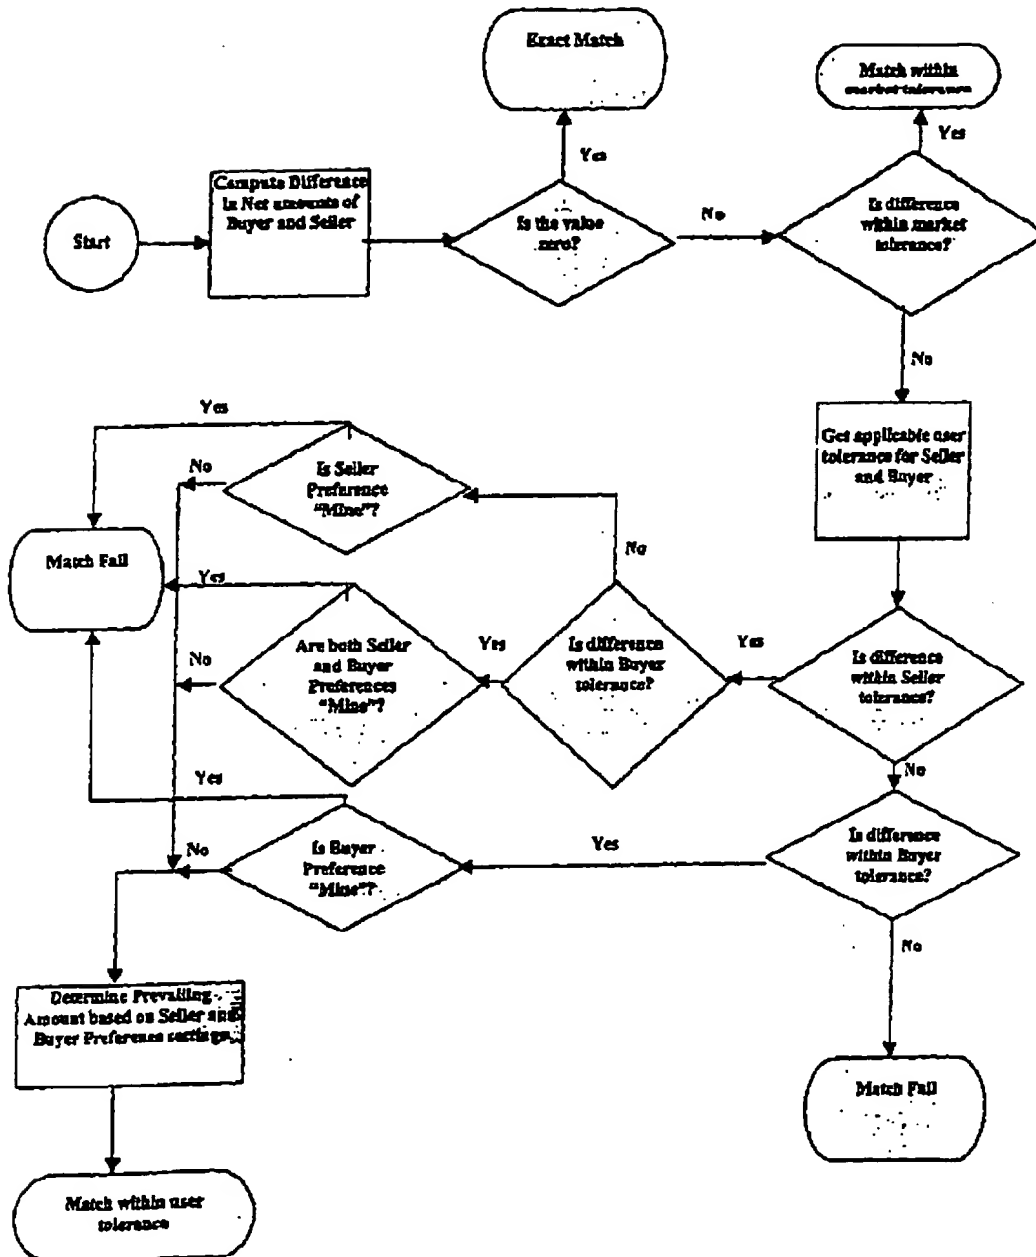 Exact Match
Match within
market tolerance
Yes
Yes
Compute Difference
in Net amounts of
Buyer and Seller
Start
Is the value
zero?
No
Is difference
within market
tolerance?
No
Yes
Get applicable user
tolerance for Seller
and Buyer
No
Is Seller
Preference
"Mine"?
Match Fail
No
Yes
Are both Seller
and Buyer
Preferences
"Mine"?
No
Yes
Is difference
within Buyer
tolerance?
Yes
Is difference
within Seller
tolerance?
Yes
No
No
Is Buyer
Preference
"Mine"?
Yes
Is difference
within Buyer
tolerance?
No
Determine Prevailing
Amount based on Seller and
Buyer Preference settings
Match Fail
Match within user
tolerance